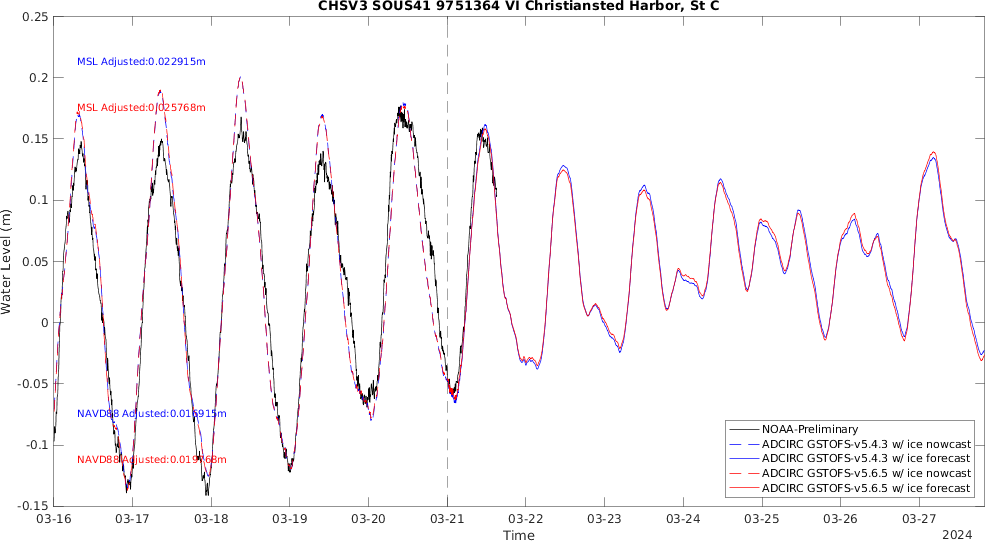 CHSV3 SOUS41 9751364 VI Christiansted Harbor, St C
0.25
0.2
0.15
0.1
0.05
0
-0.05
-0.1
-0.15
Water Level (m)
MSL Adjusted:0.022915m
MSL Adjusted:0.025768m
NAVD88 Adjusted:0.016915m
NAVD88 Adjusted:0.019768m
NOAA-Preliminary
ADCIRC GSTOFS-v5.4.3 w/ ice nowcast
ADCIRC GSTOFS-v5.4.3 w/ ice forecast
ADCIRC GSTOFS-v5.6.5 w/ ice nowcast
ADCIRC GSTOFS-v5.6.5 w/ ice forecast
03-16 03-17 03-18 03-19 03-20 03-21 03-22 03-23 03-24 03-25 03-26 03-27
Time
2024